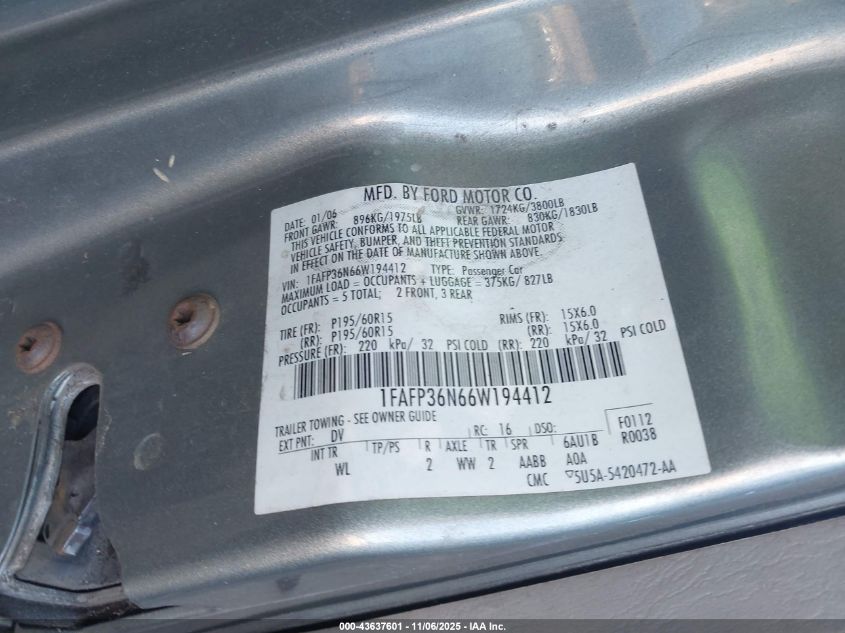 MFD. BY FORD MOTOR CO.
DATE: 01/06 GVWR: 1724KG/3800LB
FRONT GAWR: 896KG/1975LB REAR GAWR: 830KG/1830LB
THIS VEHICLE CONFORMS TO ALL APPLICABLE FEDERAL MOTOR
VEHICLE SAFETY, BUMPER, AND THEFT PREVENTION STANDARDS
IN EFFECT ON THE DATE OF MANUFACTURE SHOWN ABOVE.
VIN: 1FAFP36N66W194412 TYPE: Passenger Car
MAXIMUM LOAD = OCCUPANTS + LUGGAGE = 375KG/ 827LB
OCCUPANTS = 5 TOTAL; 2 FRONT, 3 REAR
TIRE (FR): P195/60R15 RIMS (FR): 15X6.0
(RR): P195/60R15 (RR): 15X6.0
PRESSURE (FR): 220 kPa/ 32 PSI COLD (RR): 220 kPa/ 32 PSI COLD
1FAFP36N66W194412
TRAILER TOWING - SEE OWNER GUIDE
EXT PNT: DV RC: 16 DSO: F0112
INT TR TP/PS R AXLE TR SPR 6AU1B R0038
WL 2 WW 2 AABB A0A
CMC ▽5U5A-5420472-AA
000-43637601 - 11/06/2025 - IAA Inc.